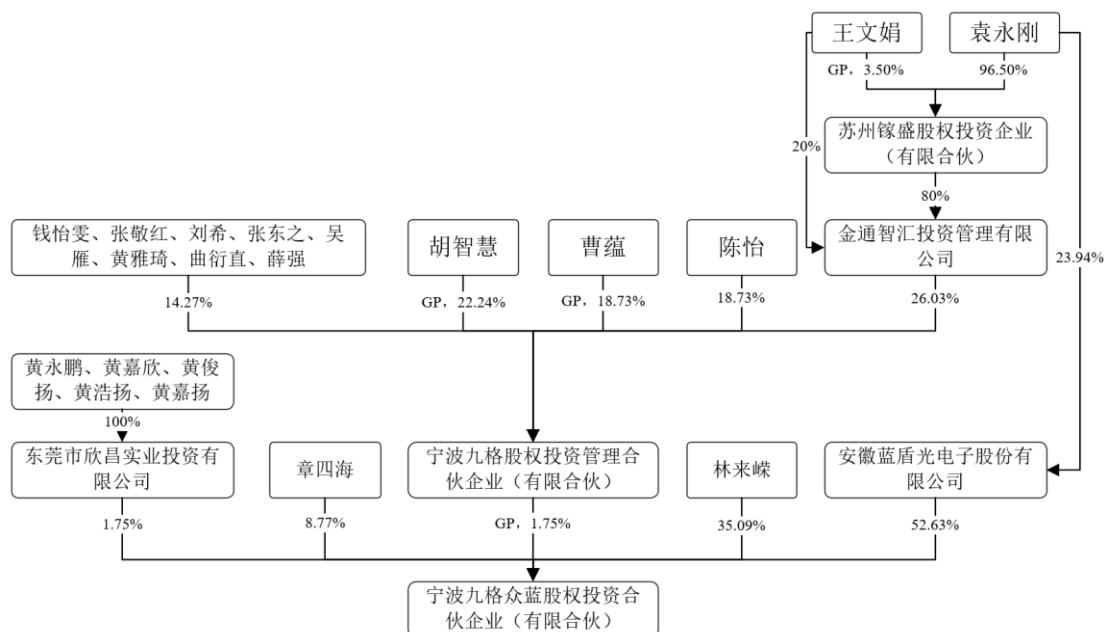 王文娟
袁永刚
GP，3.50%
96.50%
苏州镓盛股权投资企业
（有限合伙）
20%
80%
钱怡雯、张敬红、刘希、张东之、吴
雁、黄雅琦、曲衍直、薛强
胡智慧
曹蕴
陈怡
金通智汇投资管理有限
公司
23.94%
14.27%
GP，22.24%
GP，18.73%
18.73%
26.03%
黄永鹏、黄嘉欣、黄俊
扬、黄浩扬、黄嘉扬
100%
东莞市欣昌实业投资有
限公司
章四海
宁波九格股权投资管理合
伙企业（有限合伙）
林来嵘
安徽蓝盾光电子股份有
限公司
1.75%
8.77%
GP，1.75%
35.09%
52.63%
宁波九格众蓝股权投资合
伙企业（有限合伙）